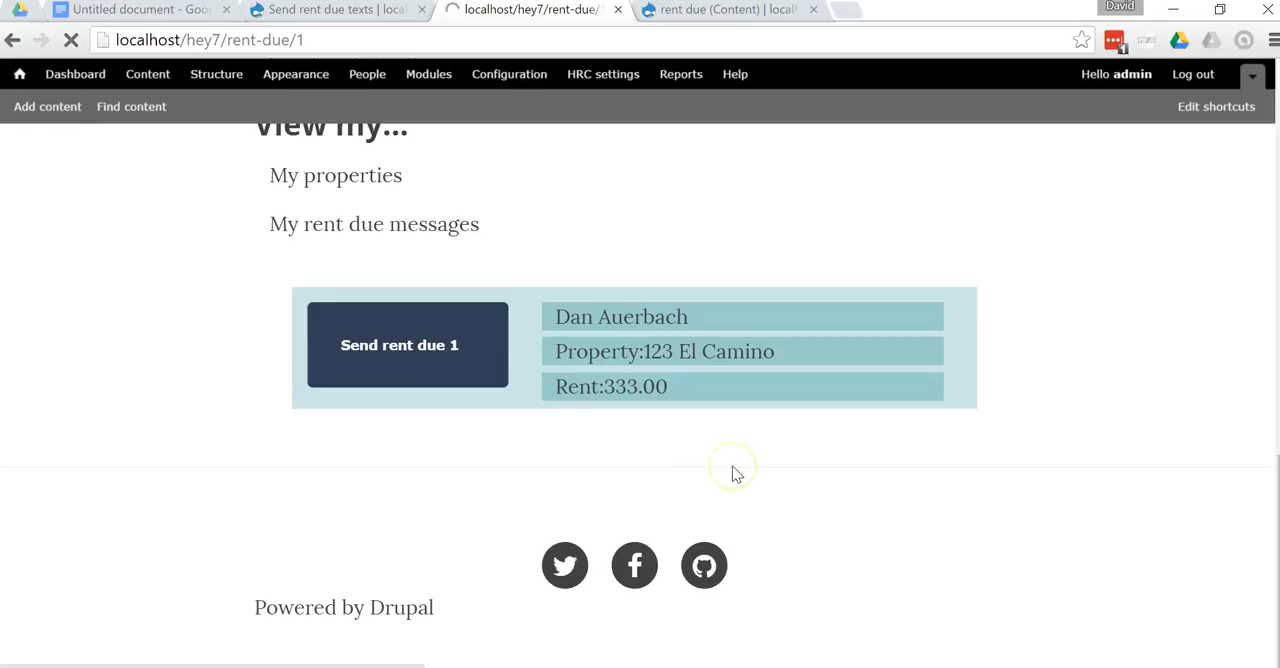 Untitled document - Goo
Send rent due texts | local
localhost/hey7/rent-due/1
rent due (Content) | local
David
localhost/hey7/rent-due/1
1
Dashboard Content Structure Appearance People Modules Configuration HRC settings Reports Help
Hello admin Log out
Add content Find content
Edit shortcuts
View my...
My properties
My rent due messages
Send rent due 1
Dan Auerbach
Property:123 El Camino
Rent:333.00
Powered by Drupal